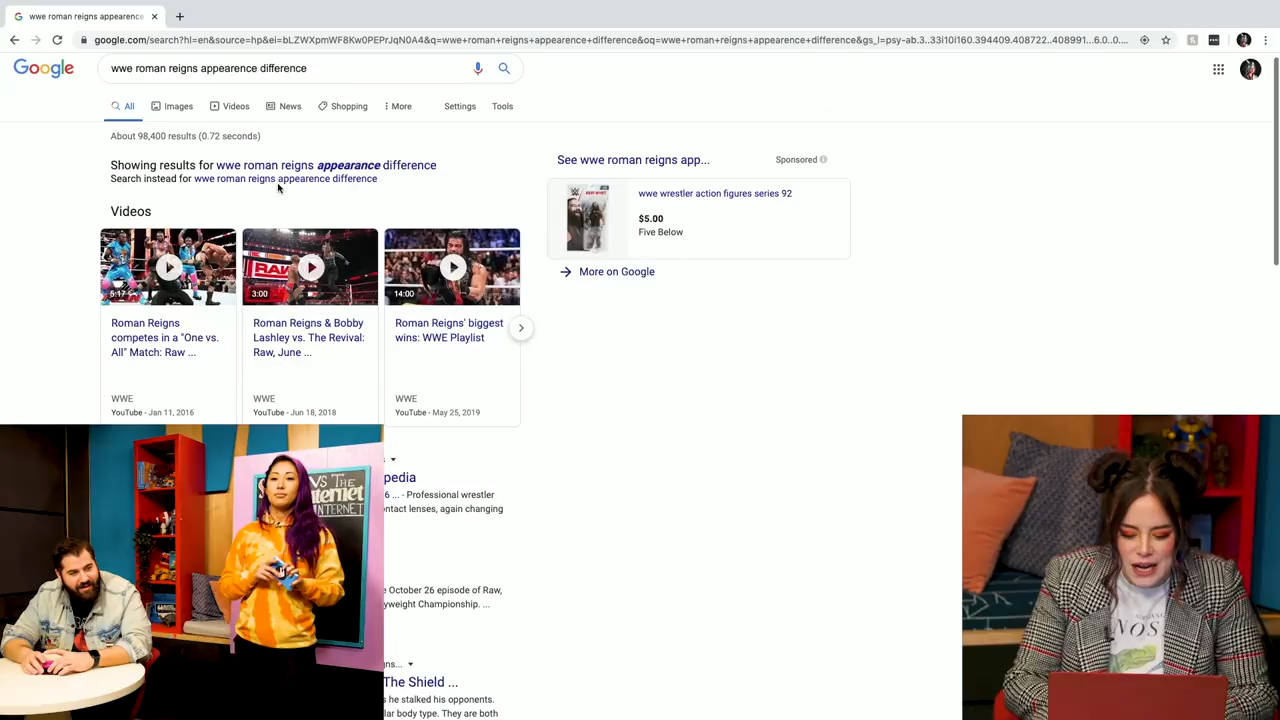 wwe roman reigns appearence
google.com/search?hl=en&source=hp&ei=bLZWXpmWF8Kw0PEPrJqN0A4&q=wwe+roman+reigns+appearence+difference&oq=wwe+roman+reigns+appearence+difference&gs_l=psy-ab.3..33i10i160.394409.408722..408991...6.0..0....
Google
wwe roman reigns appearence difference
All
Images
Videos
News
Shopping
More
Settings
Tools
About 98,400 results (0.72 seconds)
Showing results for wwe roman reigns appearance difference
Search instead for wwe roman reigns appearence difference
See wwe roman reigns app...
Sponsored
wwe wrestler action figures series 92
$5.00
Five Below
More on Google
Videos
5:17
RAW
3:00
14:00
Roman Reigns
competes in a "One vs.
All" Match: Raw ...
WWE
YouTube - Jan 11, 2016
Roman Reigns & Bobby
Lashley vs. The Revival:
Raw, June ...
WWE
YouTube - Jun 18, 2018
Roman Reigns' biggest
wins: WWE Playlist
WWE
YouTube - May 25, 2019
pedia
6 ... - Professional wrestler
ntact lenses, again changing
October 26 episode of Raw,
yweight Championship. ...
ns...
The Shield ...
s he stalked his opponents.
lar body type. They are both
VS THE
INTERNET